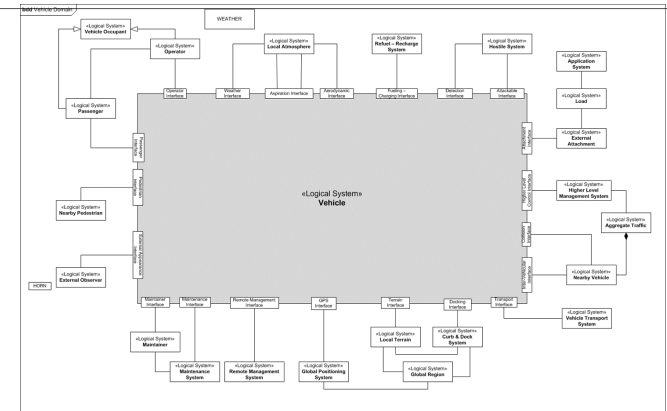 bdd Vehicle Domain
WEATHER
«Logical System»
Vehicle Occupant
«Logical System»
Operator
«Logical System»
Local Atmosphere
«Logical System»
Refuel – Recharge
System
«Logical System»
Hostile System
«Logical System»
Application
System
«Logical System»
Load
«Logical System»
External
Attachment
«Logical System»
Passenger
Operator
Interface
Weather
Interface
Aspiration Interface
Aerodynamic
Interface
Fueling –
Charging Interface
Detection
Interface
Attackable
Interface
Passenger
Interface
Pedestrian
Interface
External Appearance
Interface
Attachment
Interface
Higher Level
Control Interface
Interface
Interface
«Logical System»
Vehicle
«Logical System»
Nearby Pedestrian
«Logical System»
Higher Level
Management System
«Logical System»
Aggregate Traffic
«Logical System»
Nearby Vehicle
HORN
«Logical System»
External Observer
Maintainer
Interface
Maintenance
Interface
Remote Management
Interface
GPS
Interface
Terrain
Interface
Docking
Interface
Transport
Interface
«Logical System»
Maintainer
«Logical System»
Maintenance
System
«Logical System»
Remote Management
System
«Logical System»
Global Positioning
System
«Logical System»
Local Terrain
«Logical System»
Curb & Dock
System
«Logical System»
Global Region
«Logical System»
Vehicle Transport
System